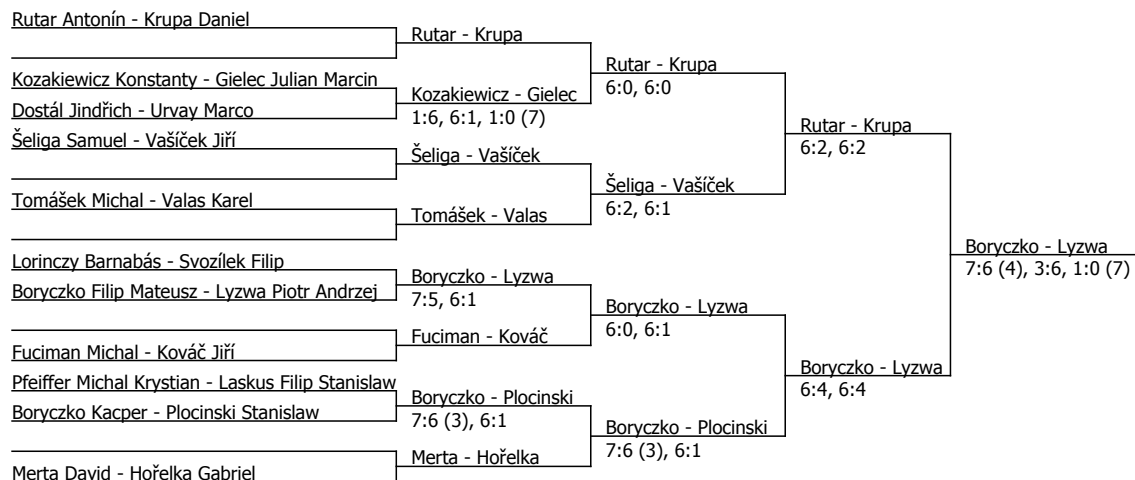 Rutar Antonín - Krupa Daniel
Rutar - Krupa
Rutar - Krupa
6:0, 6:0
Kozakiewicz Konstanty - Gielec Julian Marcin
Kozakiewicz - Gielec
1:6, 6:1, 1:0 (7)
Dostál Jindřich - Urvay Marco
Rutar - Krupa
6:2, 6:2
Šeliga Samuel - Vašíček Jiří
Šeliga - Vašíček
Šeliga - Vašíček
6:2, 6:1
Tomášek Michal - Valas Karel
Tomášek - Valas
Boryczko - Lyzwa
7:6 (4), 3:6, 1:0 (7)
Lorinczy Barnabás - Svozílek Filip
Boryczko - Lyzwa
7:5, 6:1
Boryczko Filip Mateusz - Lyzwa Piotr Andrzej
Boryczko - Lyzwa
6:0, 6:1
Fuciman - Kováč
Fuciman Michal - Kováč Jiří
Boryczko - Lyzwa
6:4, 6:4
Pfeiffer Michal Krystian - Laskus Filip Stanislaw
Boryczko - Plocinski
7:6 (3), 6:1
Boryczko Kacper - Plocinski Stanislaw
Boryczko - Plocinski
7:6 (3), 6:1
Merta - Hořelka
Merta David - Hořelka Gabriel